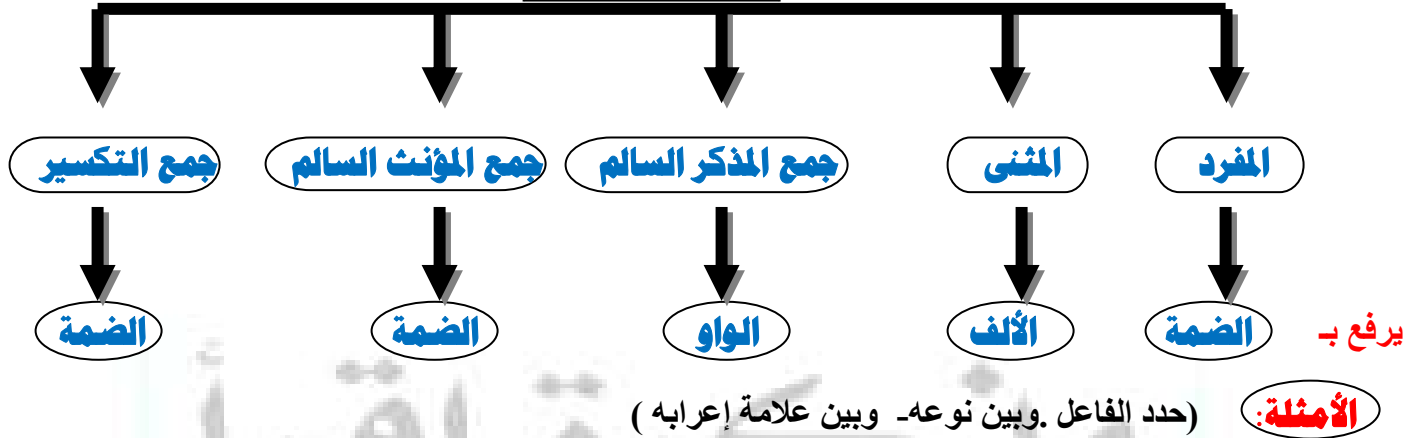 المفرد المثنى جمع المذكر السالم جمع المؤنث السالم جمع التكسير
يرفع بـ الضمة الألف الواو الضمة الضمة
الأمثلة: (حدد الفاعل .وبين نوعه- وبين علامة إعرابه )